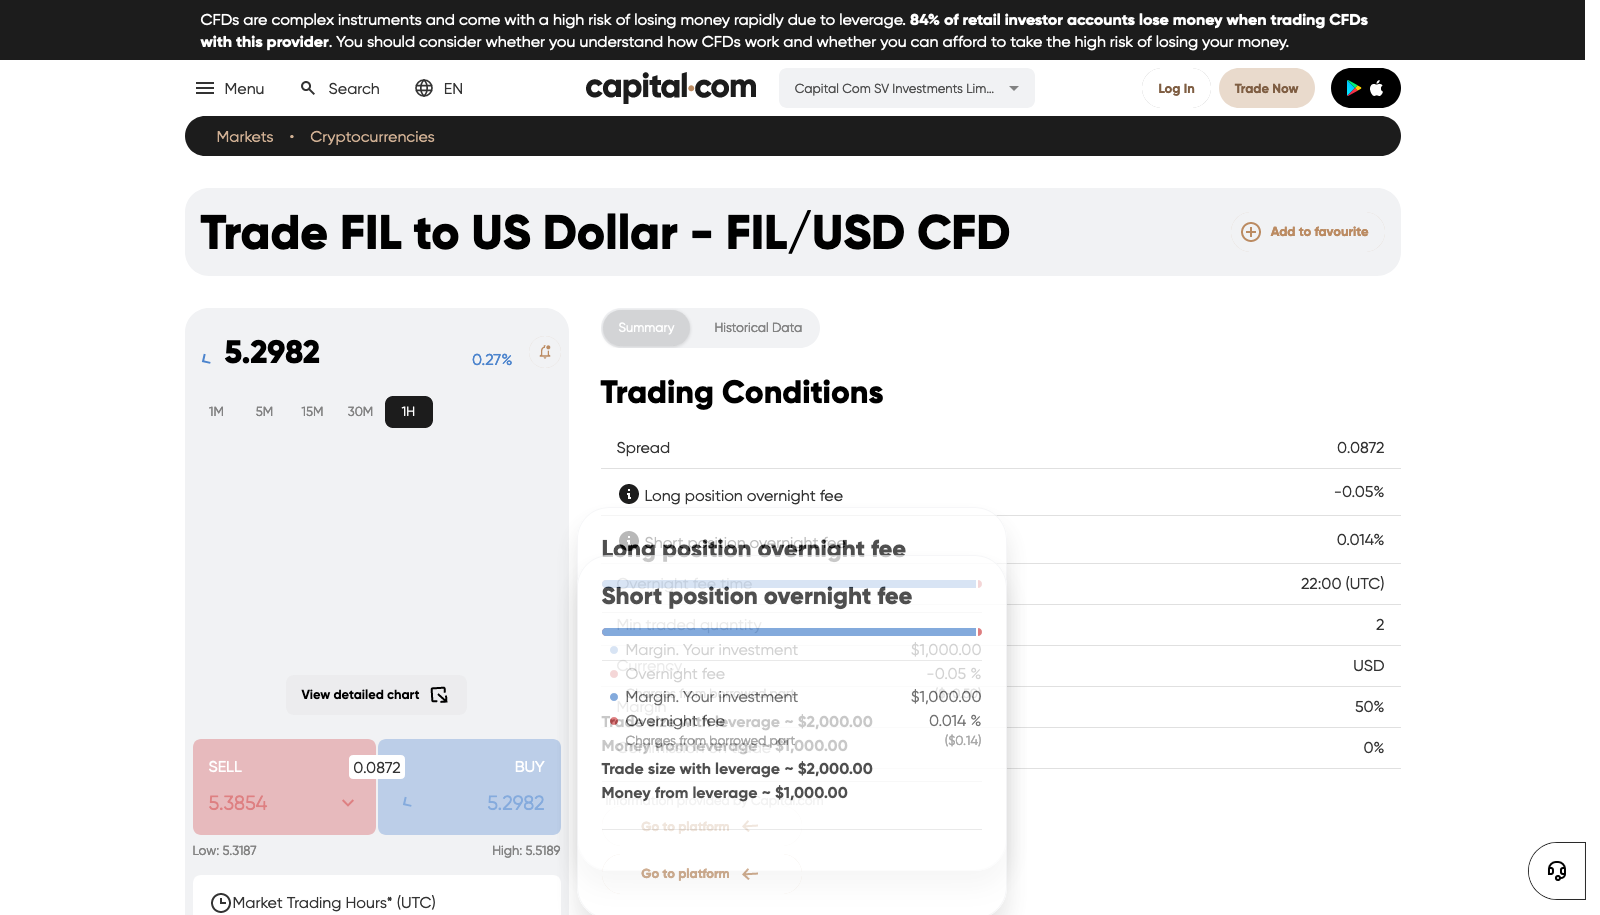 CFDs are complex instruments and come with a high risk of losing money rapidly due to leverage. 84% of retail investor accounts lose money when trading CFDs
with this provider. You should consider whether you understand how CFDs work and whether you can afford to take the high risk of losing your money.
Menu Search EN capital.com Capital Com SV Investments Lim... Log In Trade Now
Markets • Cryptocurrencies
Trade FIL to US Dollar - FIL/USD CFD
Add to favourite
5.2982 0.27%
1M 5M 15M 30M 1H
View detailed chart
SELL 0.0872 BUY
5.3854 5.2982
Low: 5.3187 High: 5.5189
Market Trading Hours* (UTC)
Summary Historical Data
Trading Conditions
Spread 0.0872
Long position overnight fee -0.05%
Short position overnight fee 0.014%
Overnight fee time 22:00 (UTC)
Min traded quantity 2
Currency USD
Margin 50%
0%
Long position overnight fee
Margin. Your investment $1,000.00
Overnight fee -0.05 %
Trade size with leverage ~ $2,000.00
Money from leverage ~ $1,000.00
Go to platform
Short position overnight fee
Margin. Your investment $1,000.00
Overnight fee 0.014 %
Charges from borrowed part ($0.14)
Trade size with leverage ~ $2,000.00
Money from leverage ~ $1,000.00
Information provided by Capital.com
Go to platform